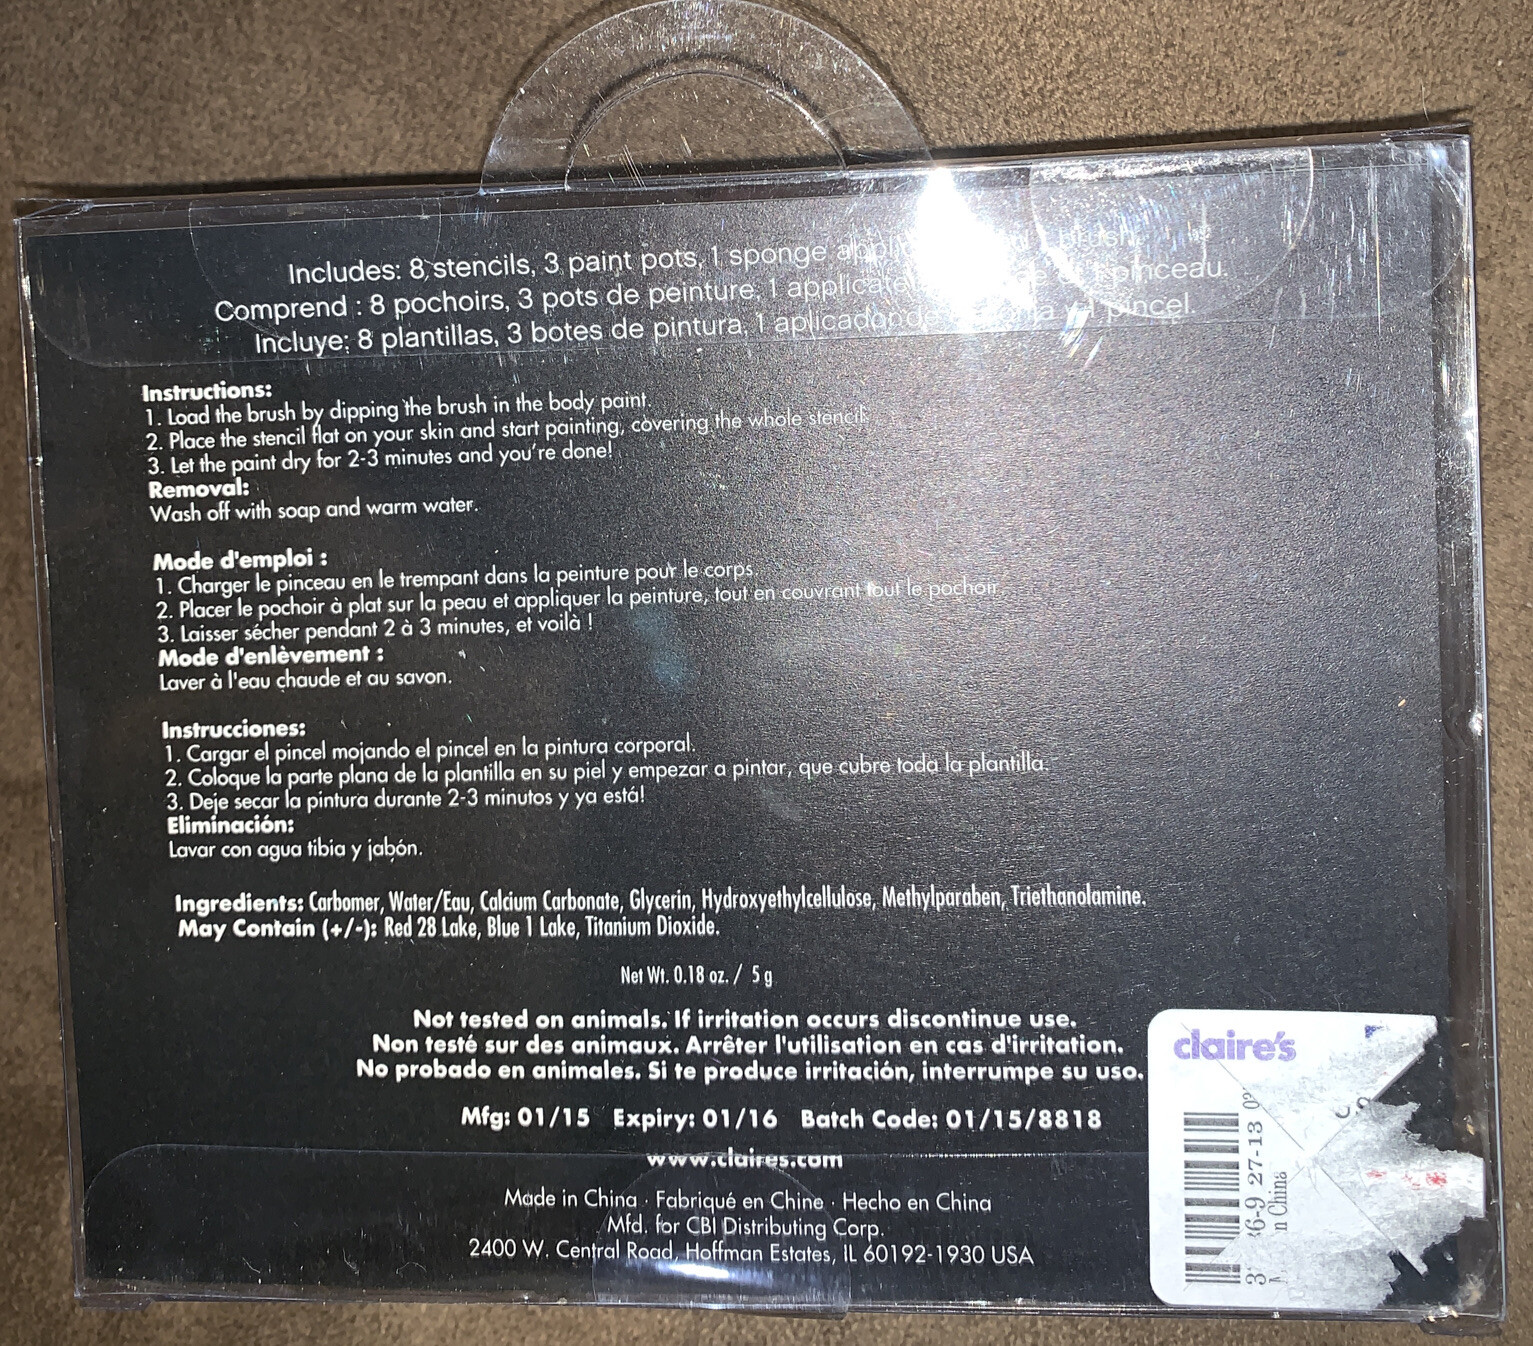 Includes: 8 stencils, 3 paint pots, 1 sponge brush.
Comprend : 8 pochoirs, 3 pots de peinture, 1 pinceau.
Incluye: 8 plantillas, 3 botes de pintura, 1 aplicador de y 1 pincel.
Instructions:
1. Load the brush by dipping the brush in the body paint.
2. Place the stencil flat on your skin and start painting, covering the whole stencil.
3. Let the paint dry for 2-3 minutes and you're done!
Removal:
Wash off with soap and warm water.
Mode d'emploi :
1. Charger le pinceau en le trempant dans la peinture pour le corps.
2. Placer le pochoir à plat sur la peau et appliquer la peinture, tout en couvrant tout le pochoir.
3. Laisser sécher pendant 2 à 3 minutes, et voilà !
Mode d'enlèvement :
Laver à l'eau chaude et au savon.
Instrucciones:
1. Cargar el pincel mojando el pincel en la pintura corporal.
2. Coloque la parte plana de la plantilla en su piel y empezar a pintar, que cubre toda la plantilla.
3. Deje secar la pintura durante 2-3 minutos y ya está!
Eliminación:
Lavar con agua tibia y jabón.
Ingredients: Carbomer, Water/Eau, Calcium Carbonate, Glycerin, Hydroxyethylcellulose, Methylparaben, Triethanolamine.
May Contain (+/-): Red 28 Lake, Blue 1 Lake, Titanium Dioxide.
Net Wt. 0.18 oz. / 5 g
Not tested on animals. If irritation occurs discontinue use.
Non testé sur des animaux. Arrêter l'utilisation en cas d'irritation.
No probado en animales. Si te produce irritación, interrumpe su uso.
Mfg: 01/15 Expiry: 01/16 Batch Code: 01/15/8818
www.claires.com
Made in China · Fabriqué en Chine · Hecho en China
Mfd. for CBI Distributing Corp.
2400 W. Central Road, Hoffman Estates, IL 60192-1930 USA
claire's
6-9 27-13
China